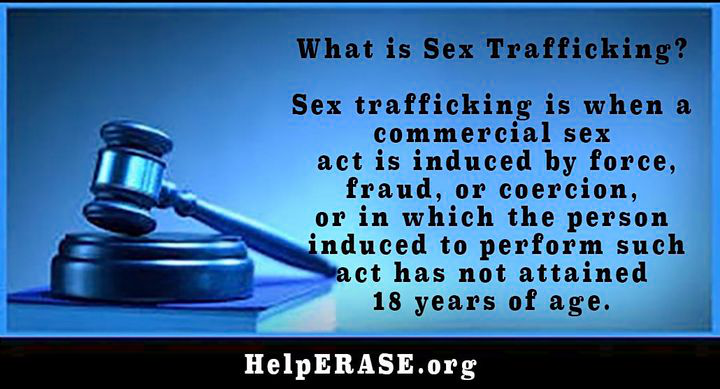 What is Sex Trafficking?
Sex trafficking is when a
commercial sex
act is induced by force,
fraud, or coercion,
or in which the person
induced to perform such
act has not attained
18 years of age.
HelpERASE.org